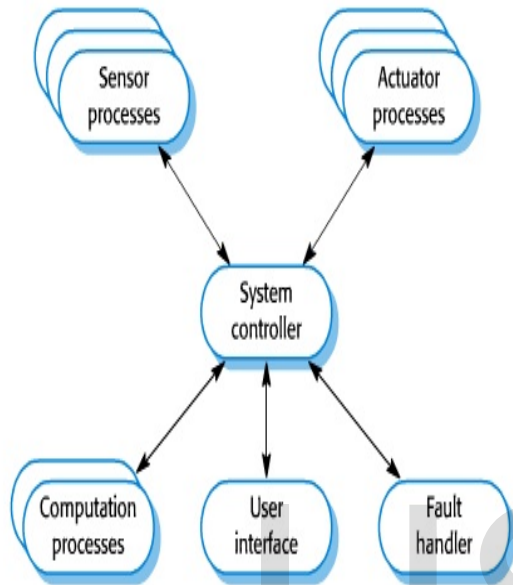 Sensor
processes
Actuator
processes
System
controller
Computation
processes
User
interface
Fault
handler